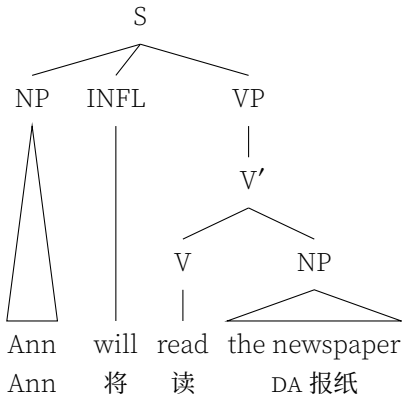 S
NP INFL VP
V′
V NP
Ann will read the newspaper
Ann 将 读 DA 报纸